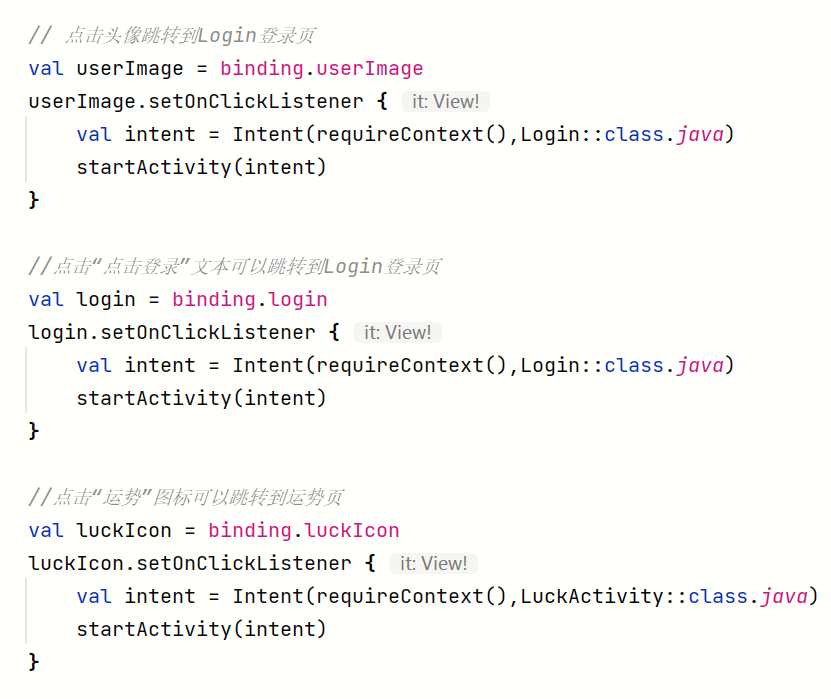 // 点击头像跳转到Login登录页
val userImage = binding.userImage
userImage.setOnClickListener { it: View!
    val intent = Intent(requireContext(),Login::class.java)
    startActivity(intent)
}

//点击“点击登录”文本可以跳转到Login登录页
val login = binding.login
login.setOnClickListener { it: View!
    val intent = Intent(requireContext(),Login::class.java)
    startActivity(intent)
}

//点击“运势”图标可以跳转到运势页
val luckIcon = binding.luckIcon
luckIcon.setOnClickListener { it: View!
    val intent = Intent(requireContext(),LuckActivity::class.java)
    startActivity(intent)
}